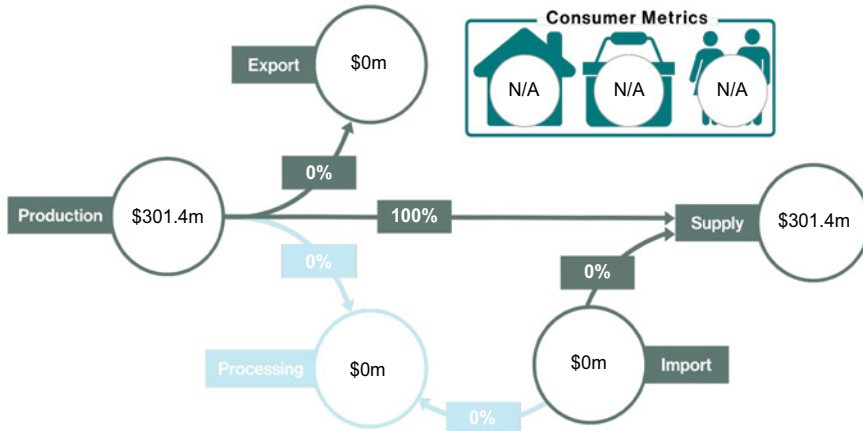 Consumer Metrics
N/A
N/A
N/A
Export
$0m
0%
Production
$301.4m
100%
Supply
$301.4m
0%
0%
Processing
$0m
$0m
Import
0%